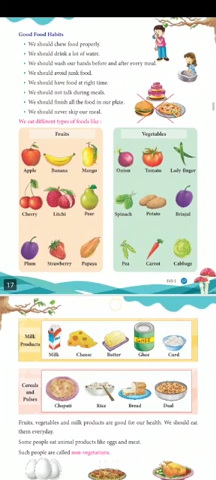 Good Food Habits
• We should chew food properly.
• We should drink a lot of water.
• We should wash our hands before and after every meal.
• We should avoid junk food.
• We should have food at right time.
• We should not talk during meals.
• We should finish all the food in our plate.
• We should never skip our meal.
We eat different types of foods like :
Fruits
Apple Banana Mango
Cherry Litchi Pear
Plum Strawberry Papaya
Vegetables
Onion Tomato Lady finger
Spinach Potato Brinjal
Pea Carrot Cabbage
17
Milk Products
Milk Cheese Butter Ghee Curd
Cereals and Pulses
Chapati Rice Bread Daal
Fruits, vegetables and milk products are good for our health. We should eat
them everyday.
Some people eat animal products like eggs and meat.
Such people are called non-vegetarians.